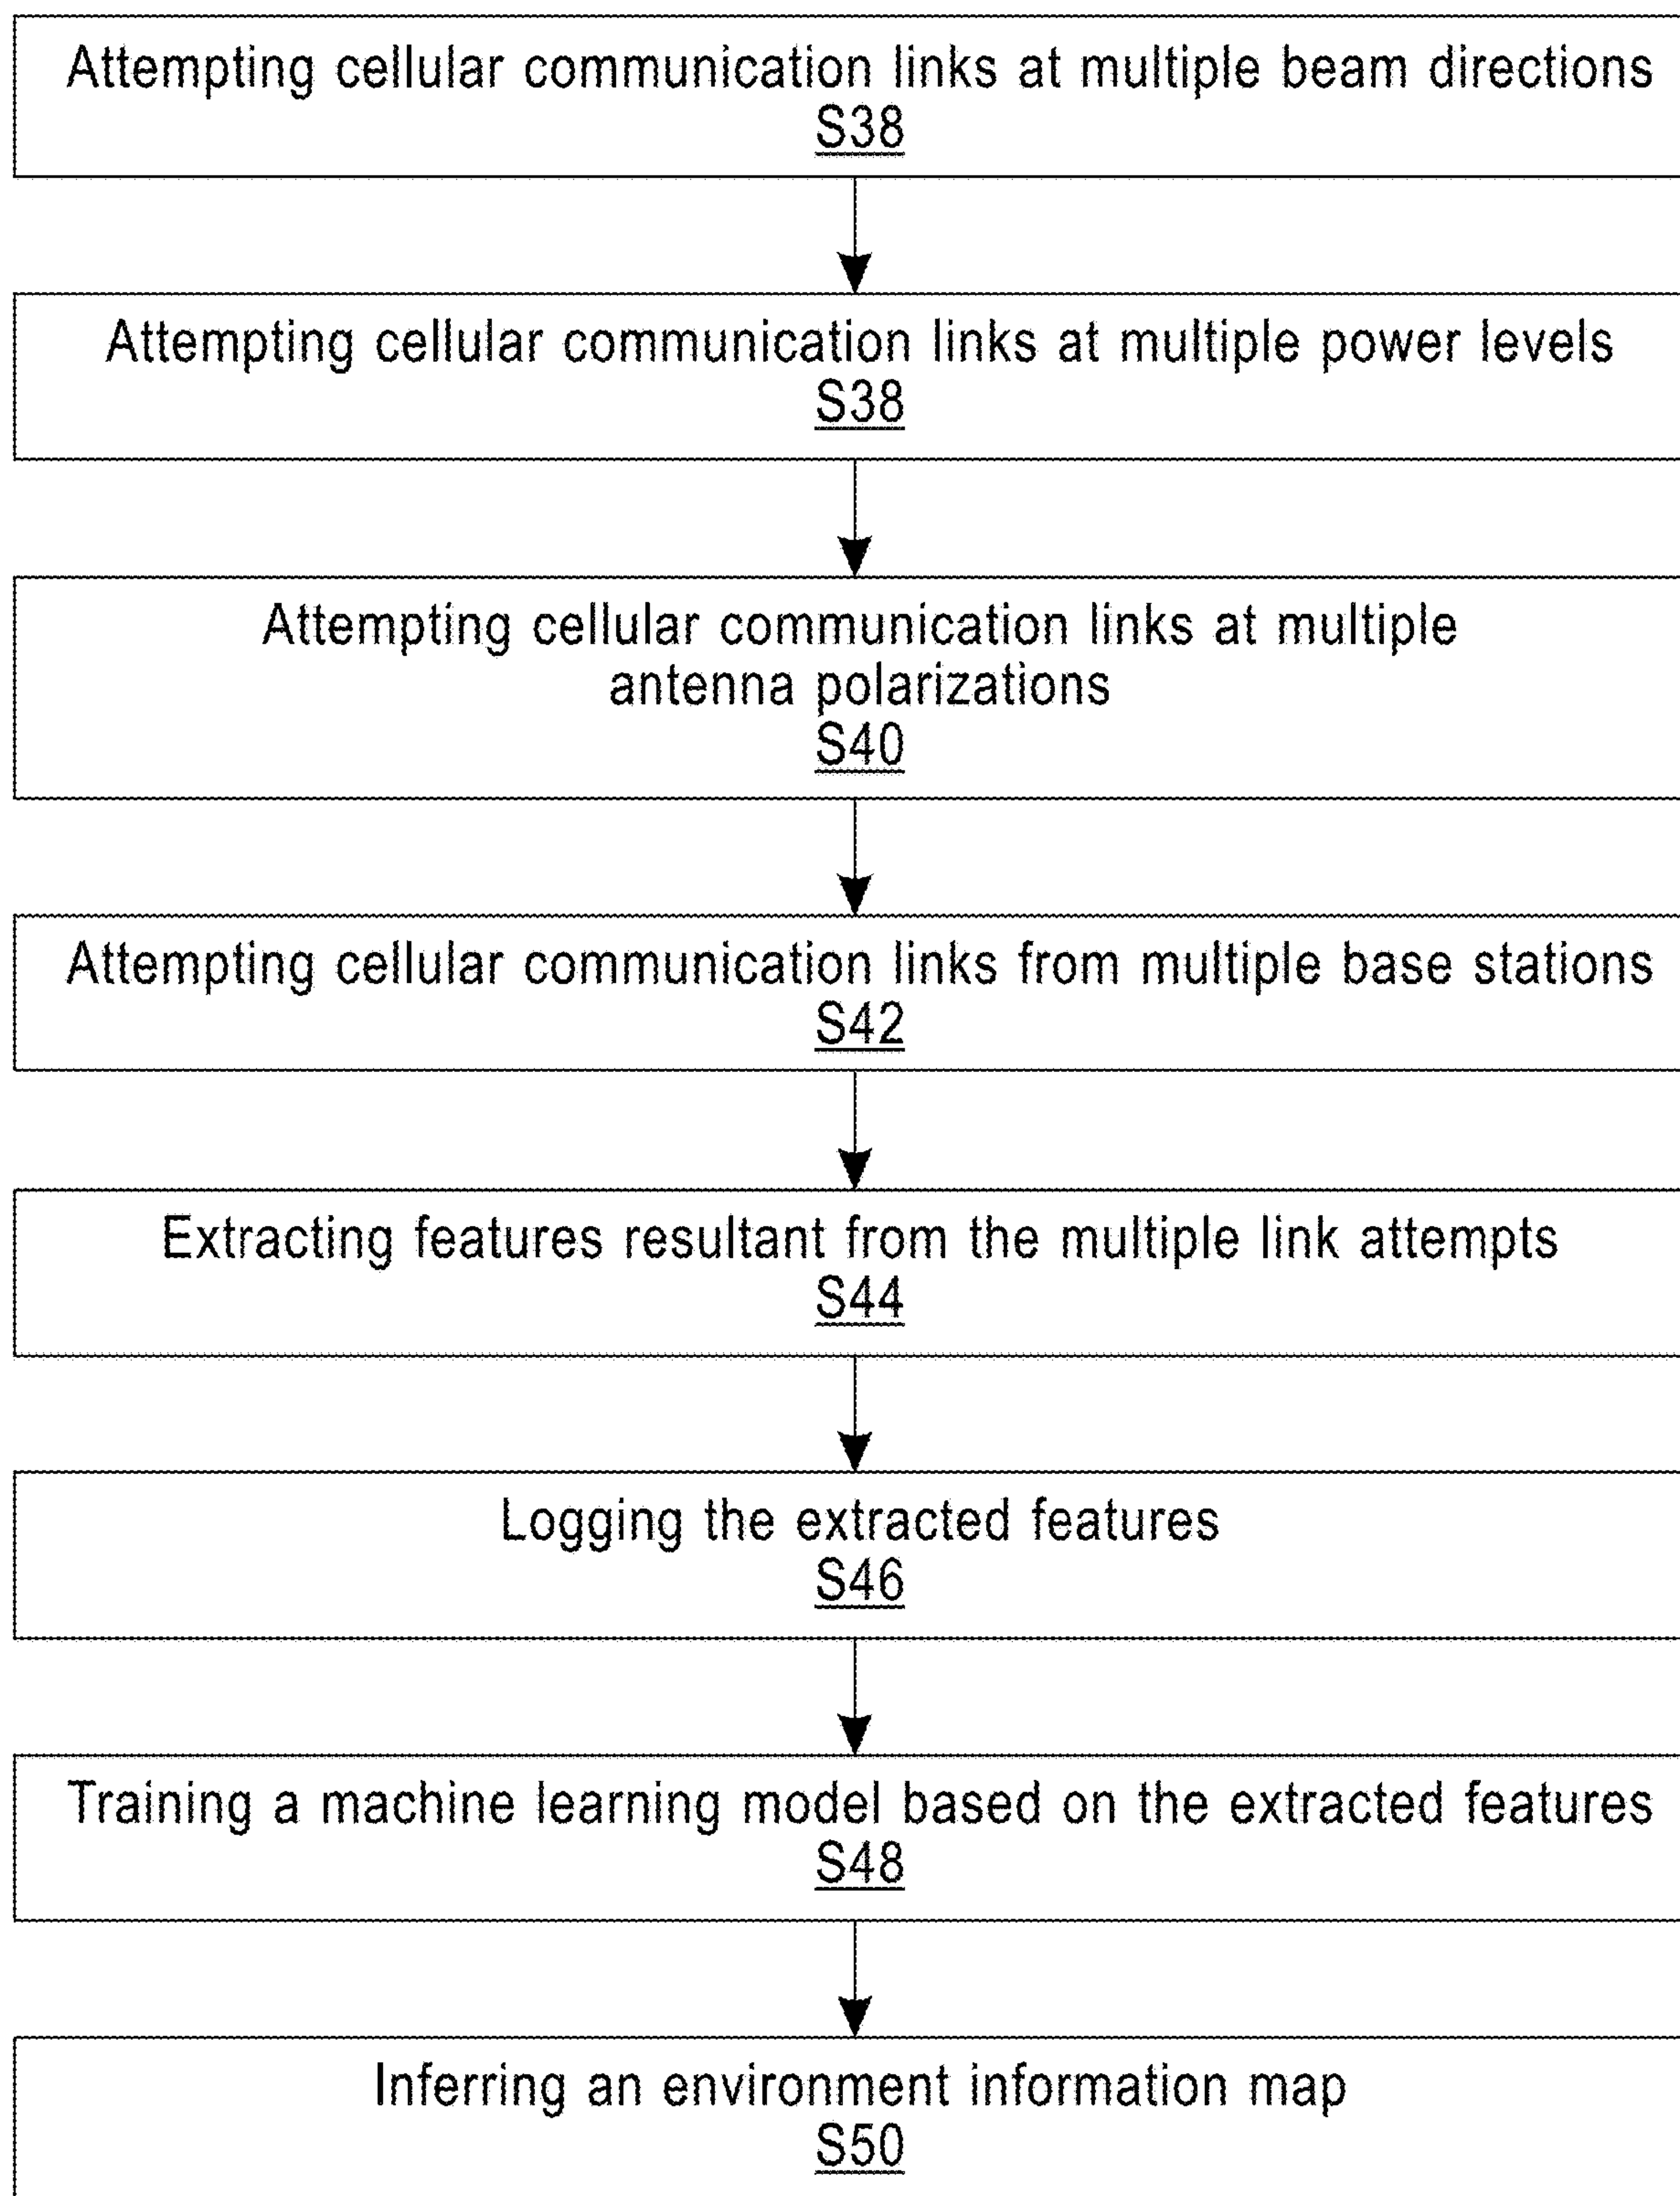 Attempting cellular communication links at multiple beam directions
S38
Attempting cellular communication links at multiple power levels
S38
Attempting cellular communication links at multiple
antenna polarizations
S40
Attempting cellular communication links from multiple base stations
S42
Extracting features resultant from the multiple link attempts
S44
Logging the extracted features
S46
Training a machine learning model based on the extracted features
S48
Inferring an environment information map
S50